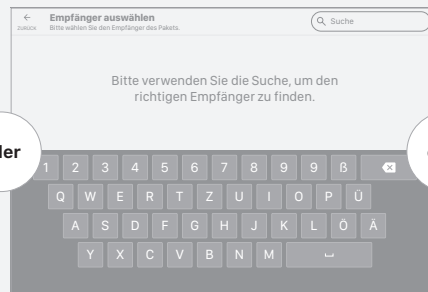 ← Empfänger auswählen
ZURÜCK Bitte wählen Sie den Empfänger des Pakets.
Suche
Bitte verwenden Sie die Suche, um den
richtigen Empfänger zu finden.
der
1 2 3 4 5 6 7 8 9 9 ß
Q W E R T Z U I O P Ü
A S D F G H J K L Ö Ä
Y X C V B N M